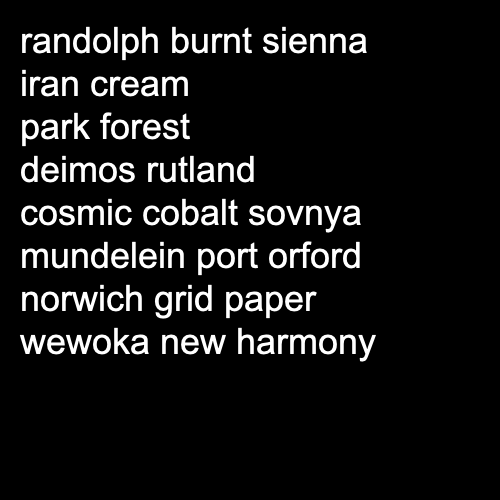 randolph burnt sienna
iran cream
park forest
deimos rutland
cosmic cobalt sovnya
mundelein port orford
norwich grid paper
wewoka new harmony